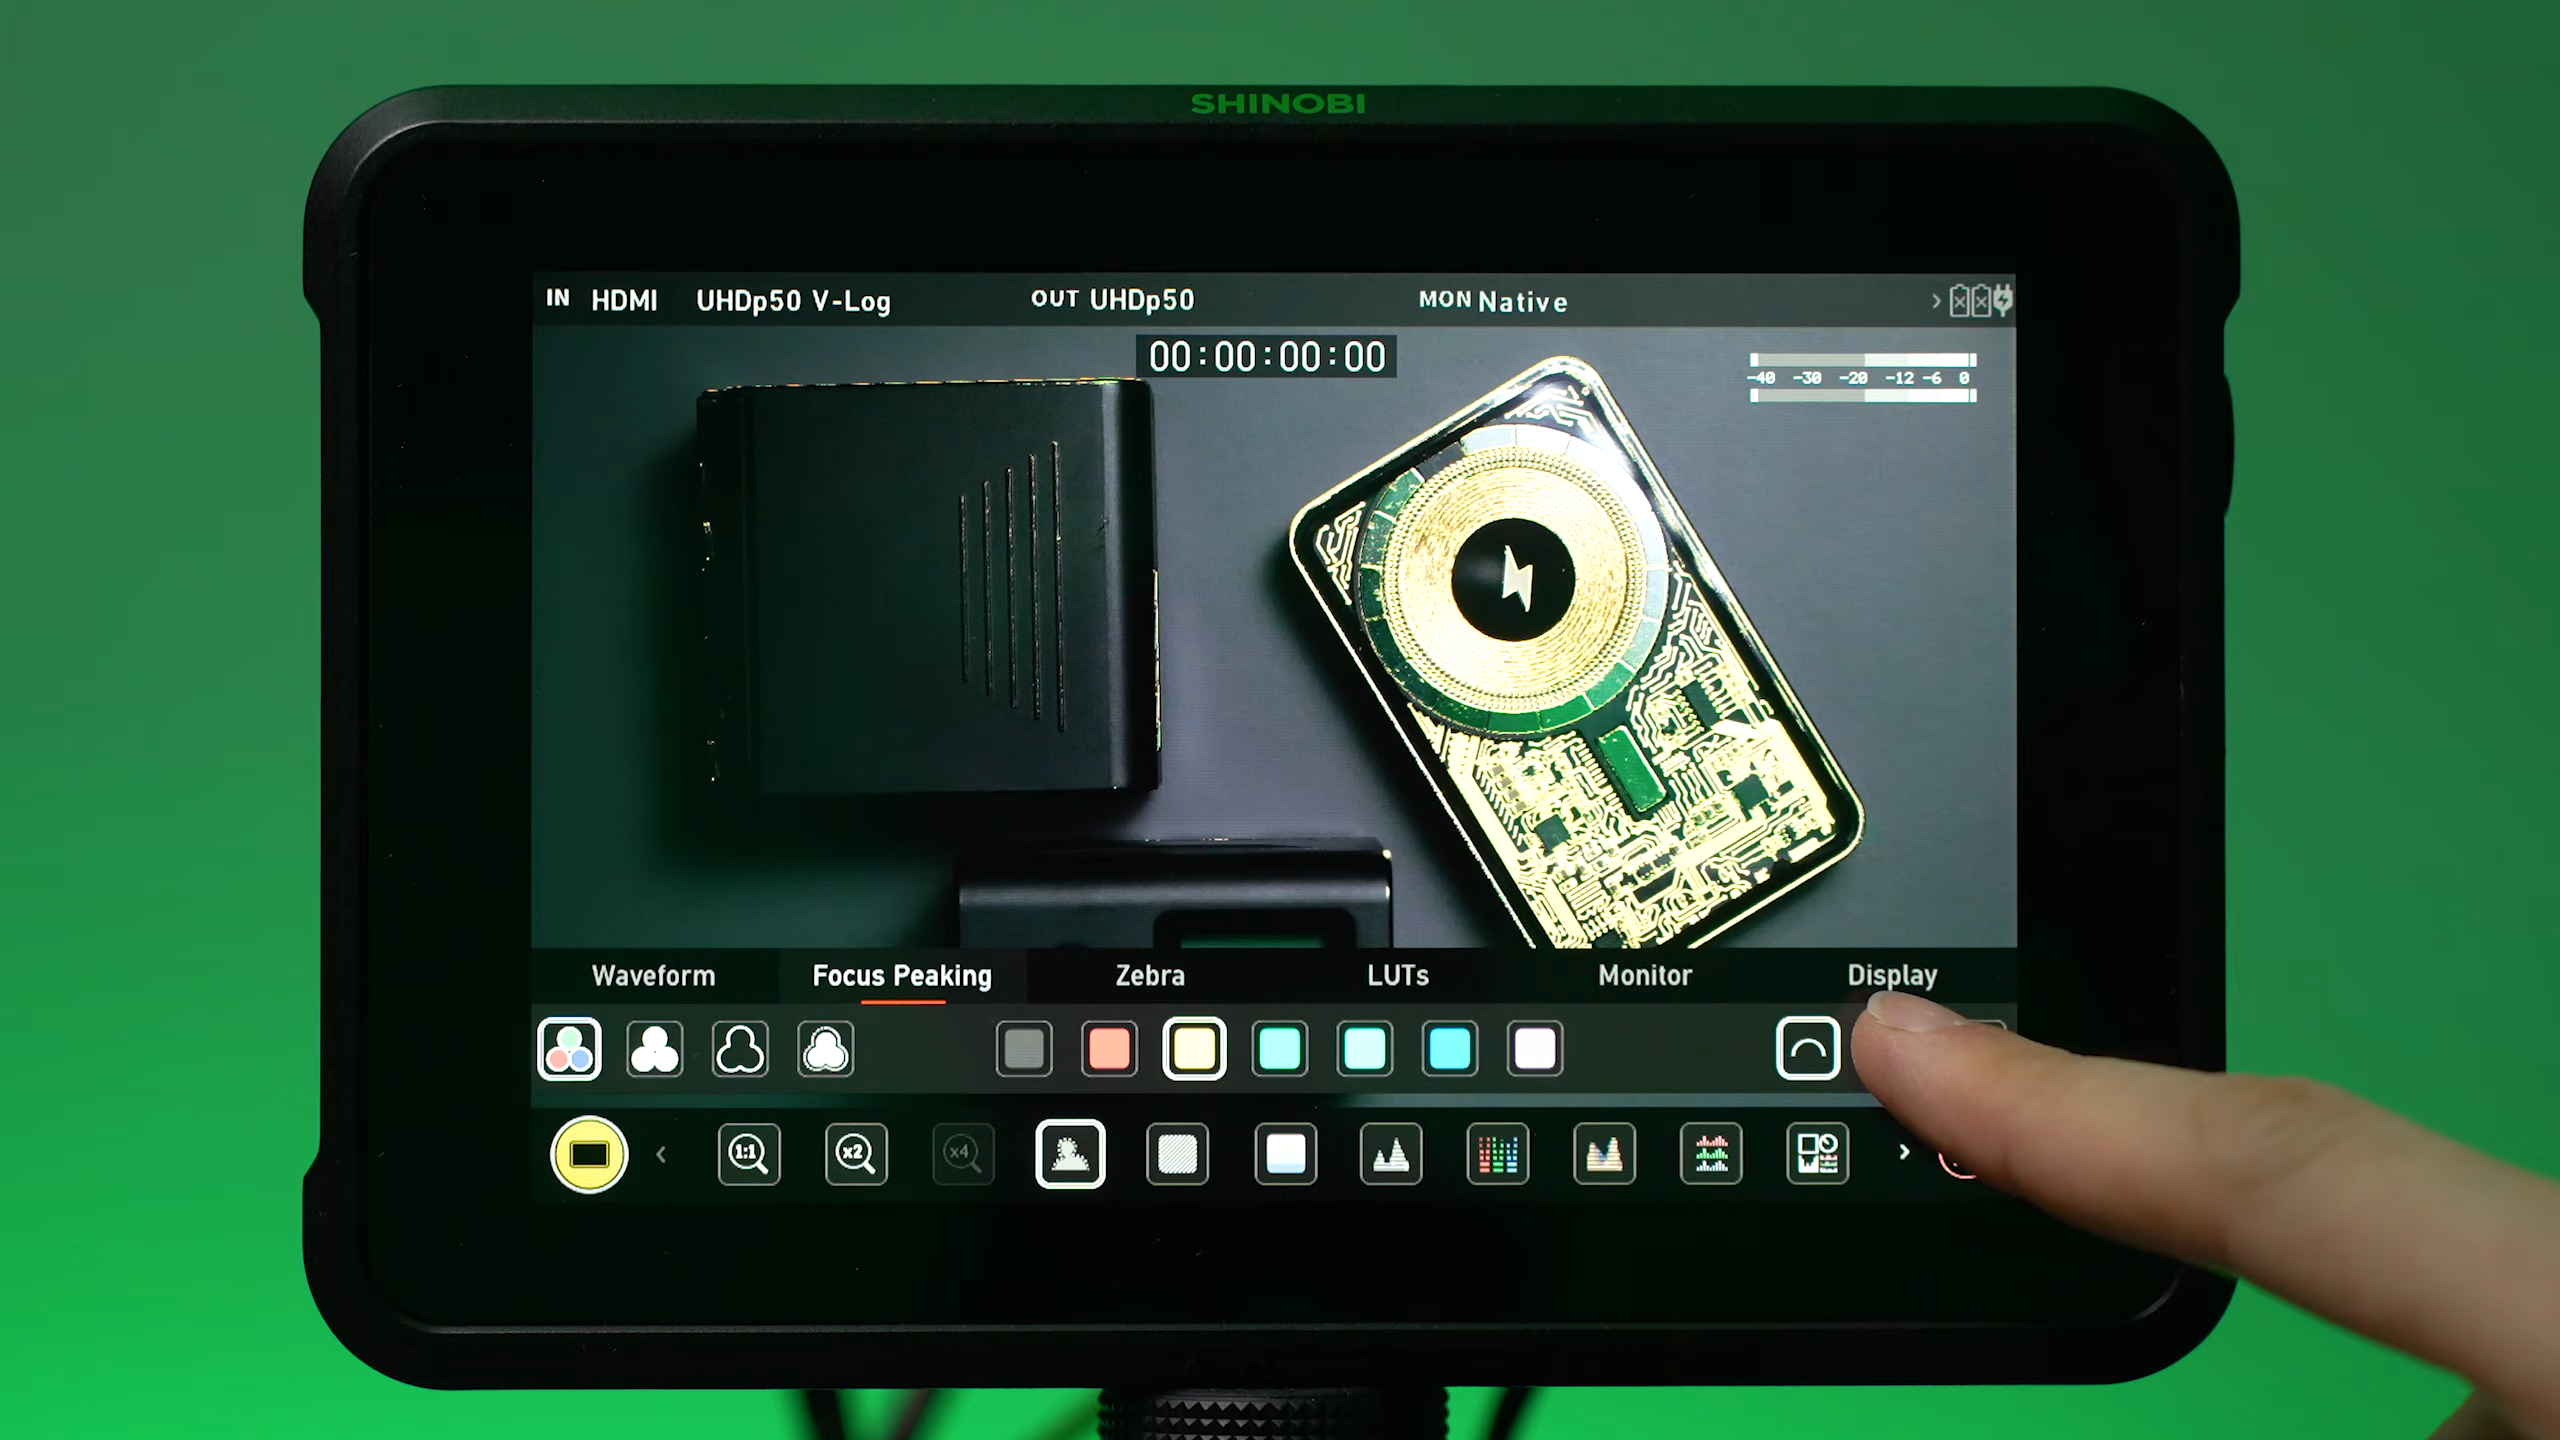 SHINOBI
IN HDMI UHDp50 V-Log OUT UHDp50 MON Native
00:00:00:00
-40 -30 -20 -12 -6 0
Waveform Focus Peaking Zebra LUTs Monitor Display
1:1 x2 x4